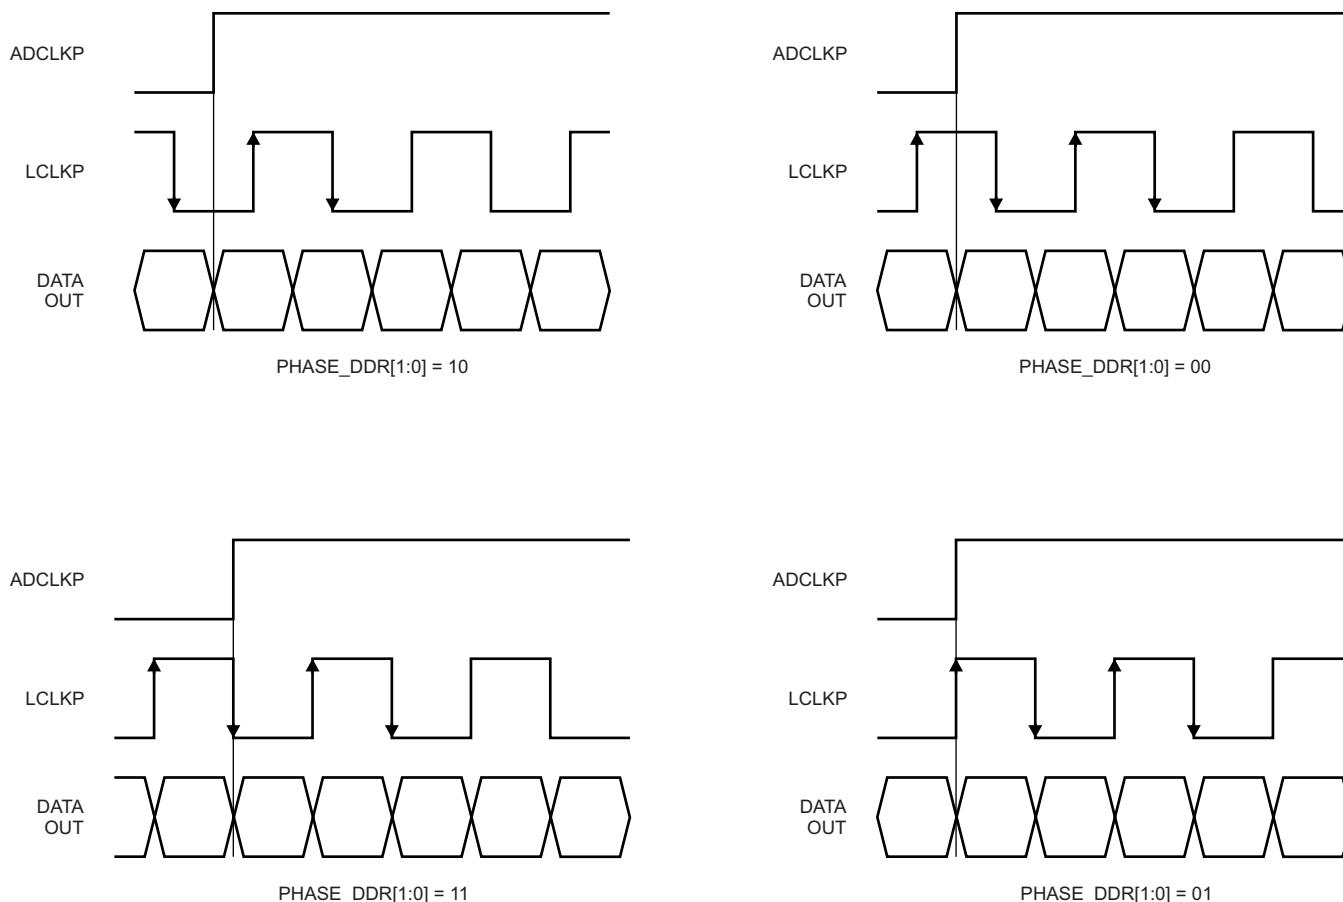 ADCLKP
LCLKP
DATA
OUT
PHASE_DDR[1:0] = 10
ADCLKP
LCLKP
DATA
OUT
PHASE_DDR[1:0] = 00
ADCLKP
LCLKP
DATA
OUT
PHASE_DDR[1:0] = 11
ADCLKP
LCLKP
DATA
OUT
PHASE_DDR[1:0] = 01